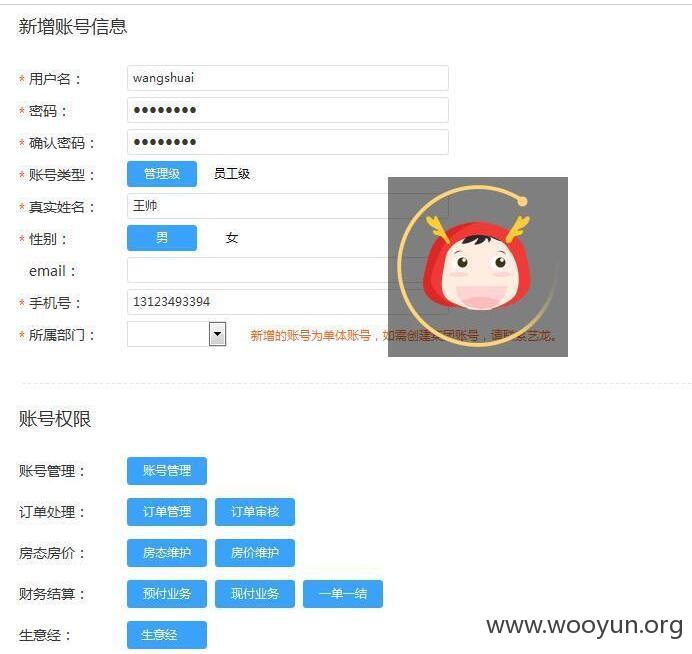 新增账号信息
* 用户名： wangshuai
* 密码： ●●●●●●●●
* 确认密码： ●●●●●●●●
* 账号类型： 管理级 员工级
* 真实姓名： 王帅
* 性别： 男 女
email：
* 手机号： 13123493394
* 所属部门： 新增的账号为单体账号，如需创建集团账号，请联系艺龙。
账号权限
账号管理： 账号管理
订单处理： 订单管理 订单审核
房态房价： 房态维护 房价维护
财务结算： 预付业务 现付业务 一单一结
生意经： 生意经
www.wooyun.org